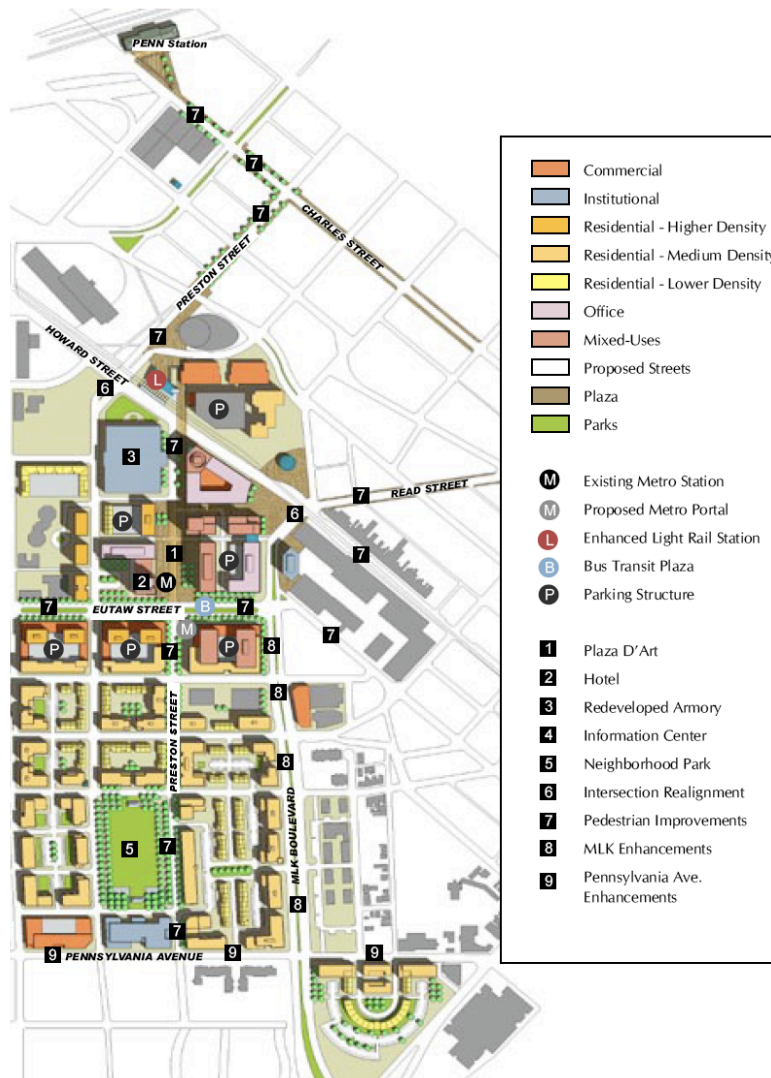 PENN Station
7
7
7
CHARLES STREET
PRESTON STREET
HOWARD STREET
7
L
6
P
7
3
7
READ STREET
6
P
7
1
P
2
M
7
EUTAW STREET
B
7
7
M
P
P
7
P
8
8
PRESTON STREET
8
MLK BOULEVARD
5
7
8
7
9
PENNSYLVANIA AVENUE
9
9
Commercial
Institutional
Residential - Higher Density
Residential - Medium Density
Residential - Lower Density
Office
Mixed-Uses
Proposed Streets
Plaza
Parks
M Existing Metro Station
M Proposed Metro Portal
L Enhanced Light Rail Station
B Bus Transit Plaza
P Parking Structure
1 Plaza D'Art
2 Hotel
3 Redeveloped Armory
4 Information Center
5 Neighborhood Park
6 Intersection Realignment
7 Pedestrian Improvements
8 MLK Enhancements
9 Pennsylvania Ave.
Enhancements